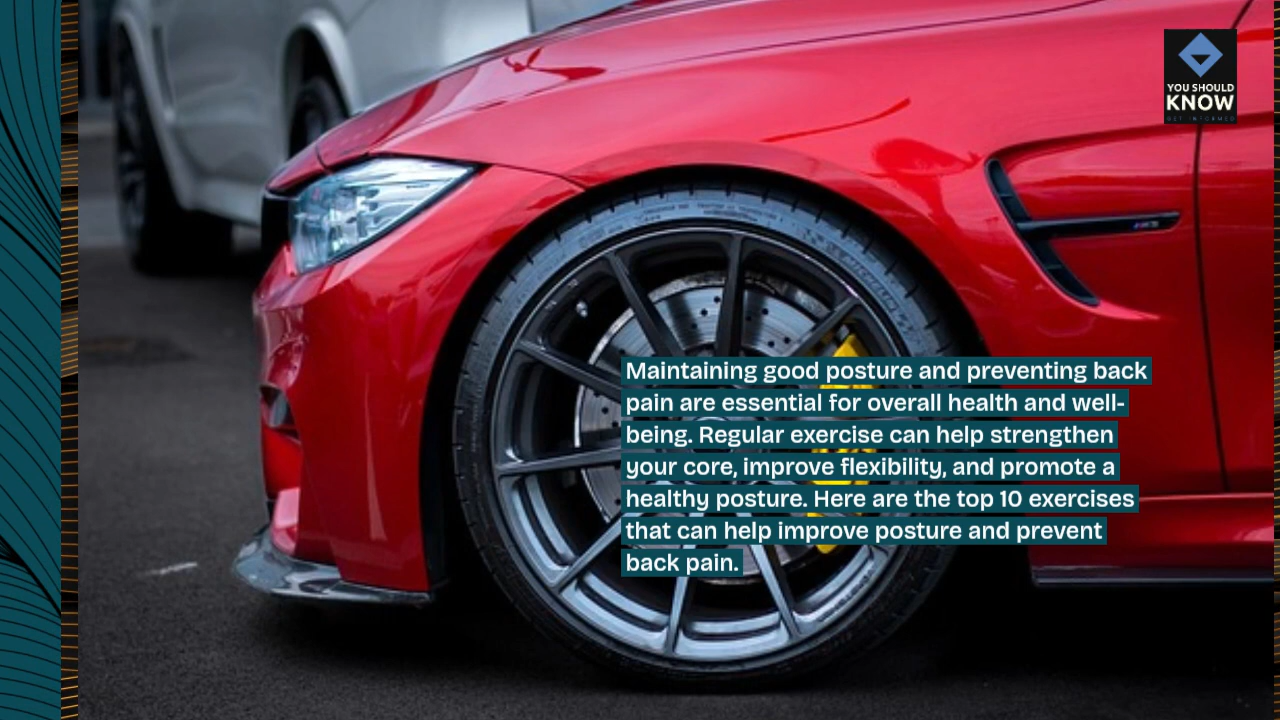 YOU SHOULD
KNOW
GET INFORMED
Maintaining good posture and preventing back
pain are essential for overall health and well-
being. Regular exercise can help strengthen
your core, improve flexibility, and promote a
healthy posture. Here are the top 10 exercises
that can help improve posture and prevent
back pain.